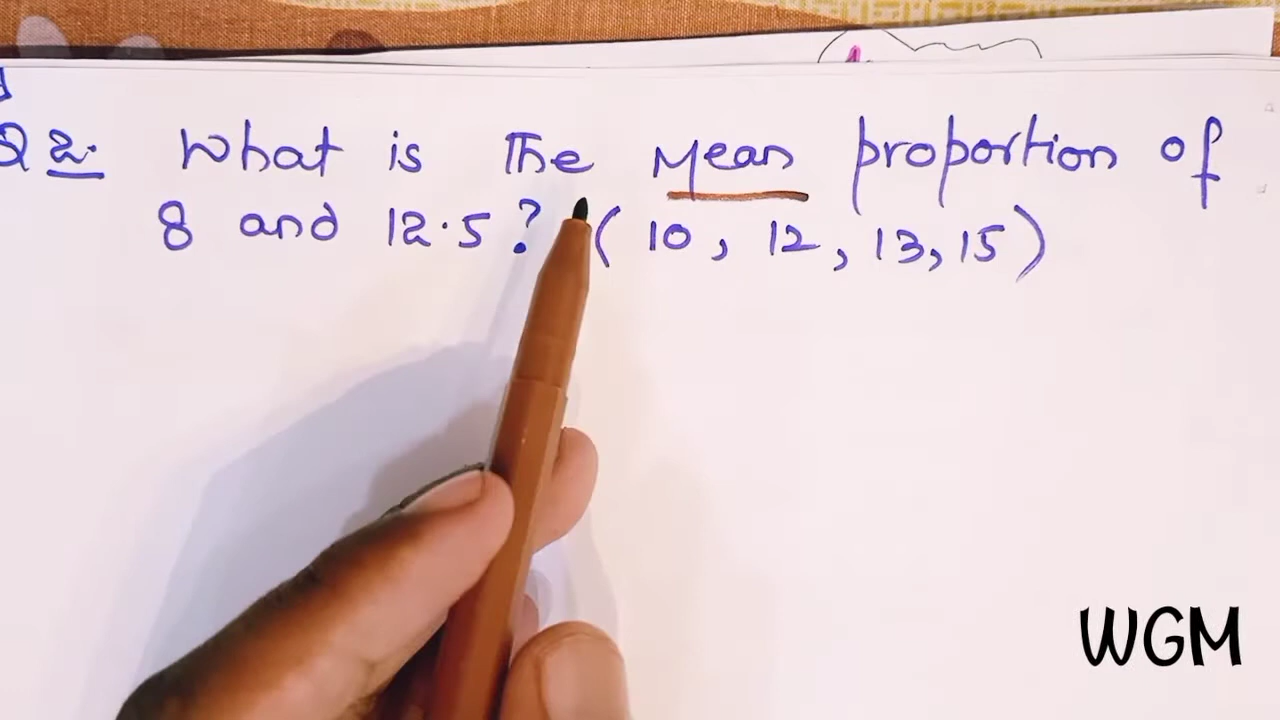 Q2. What is The Mean proportion of
8 and 12.5? (10, 12, 13, 15)
WGM